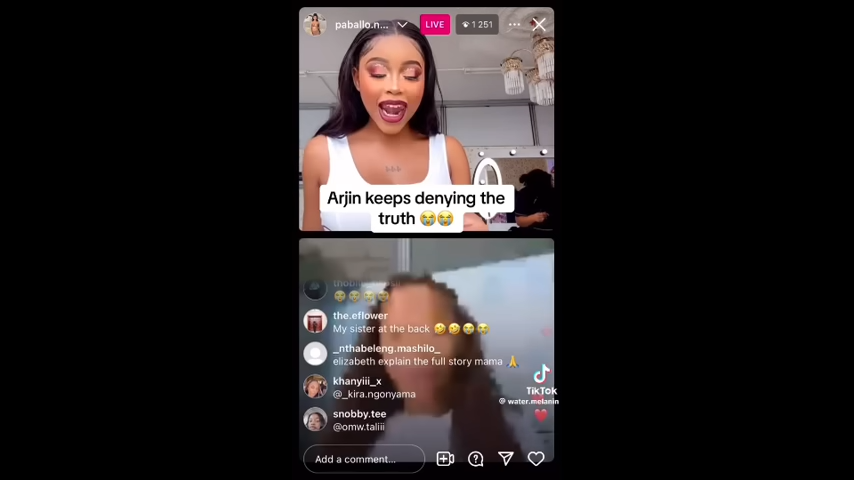 paballo.n...
LIVE
1 251
Arjin keeps denying the
truth 😭😭
🥹🥹🥹🥹
the.eflower
My sister at the back 🤣🤣😭😭
_nthabeleng.mashilo_
elizabeth explain the full story mama 🙏
khanyiii_x
@_kira.ngonyama
snobby.tee
@omw.taliii
TikTok
@ water.melanin
Add a comment...